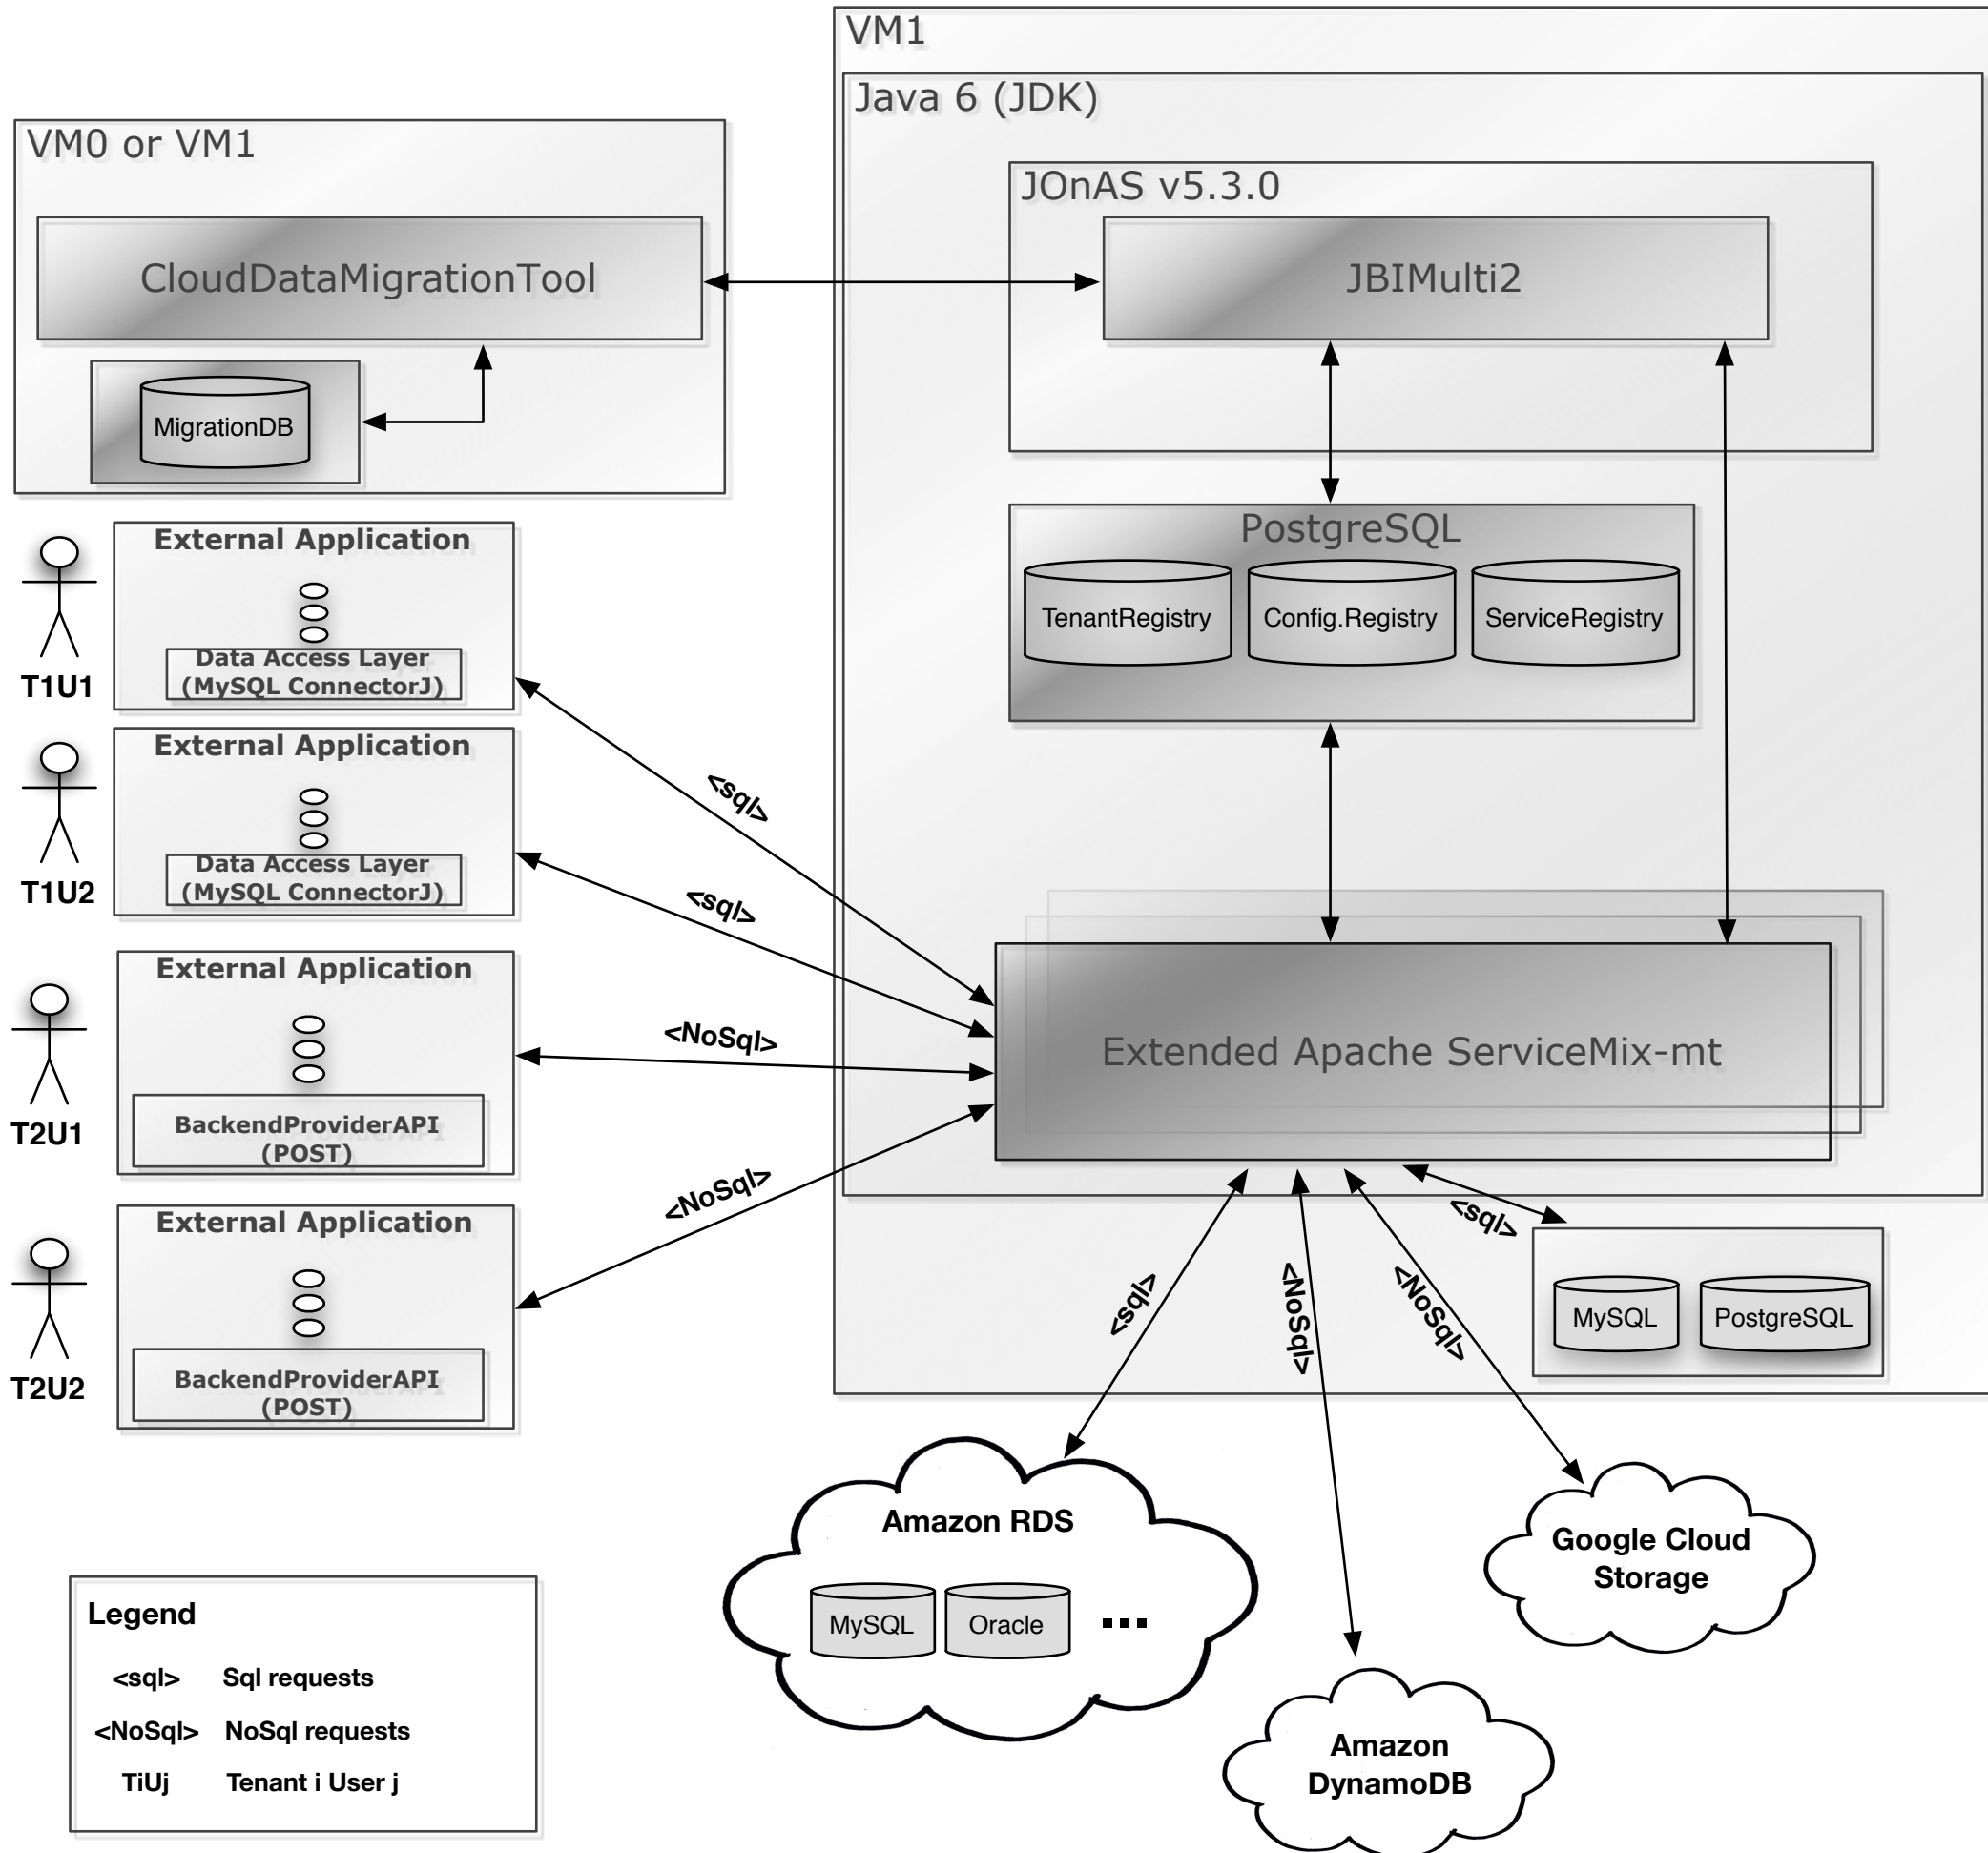 VM1
Java 6 (JDK)
VM0 or VM1
JOnAS v5.3.0
CloudDataMigrationTool
JBIMulti2
MigrationDB
PostgreSQL
TenantRegistry
Config.Registry
ServiceRegistry
External Application
Data Access Layer
(MySQL ConnectorJ)
T1U1
<sql>
External Application
Data Access Layer
(MySQL ConnectorJ)
T1U2
<sql>
External Application
BackendProviderAPI
(POST)
T2U1
<NoSql>
Extended Apache ServiceMix-mt
External Application
BackendProviderAPI
(POST)
T2U2
<NoSql>
<sql>
<NoSql>
<NoSql>
<sql>
MySQL
PostgreSQL
Amazon RDS
MySQL
Oracle
...
Google Cloud
Storage
Amazon
DynamoDB
Legend
<sql> Sql requests
<NoSql> NoSql requests
TiUj Tenant i User j